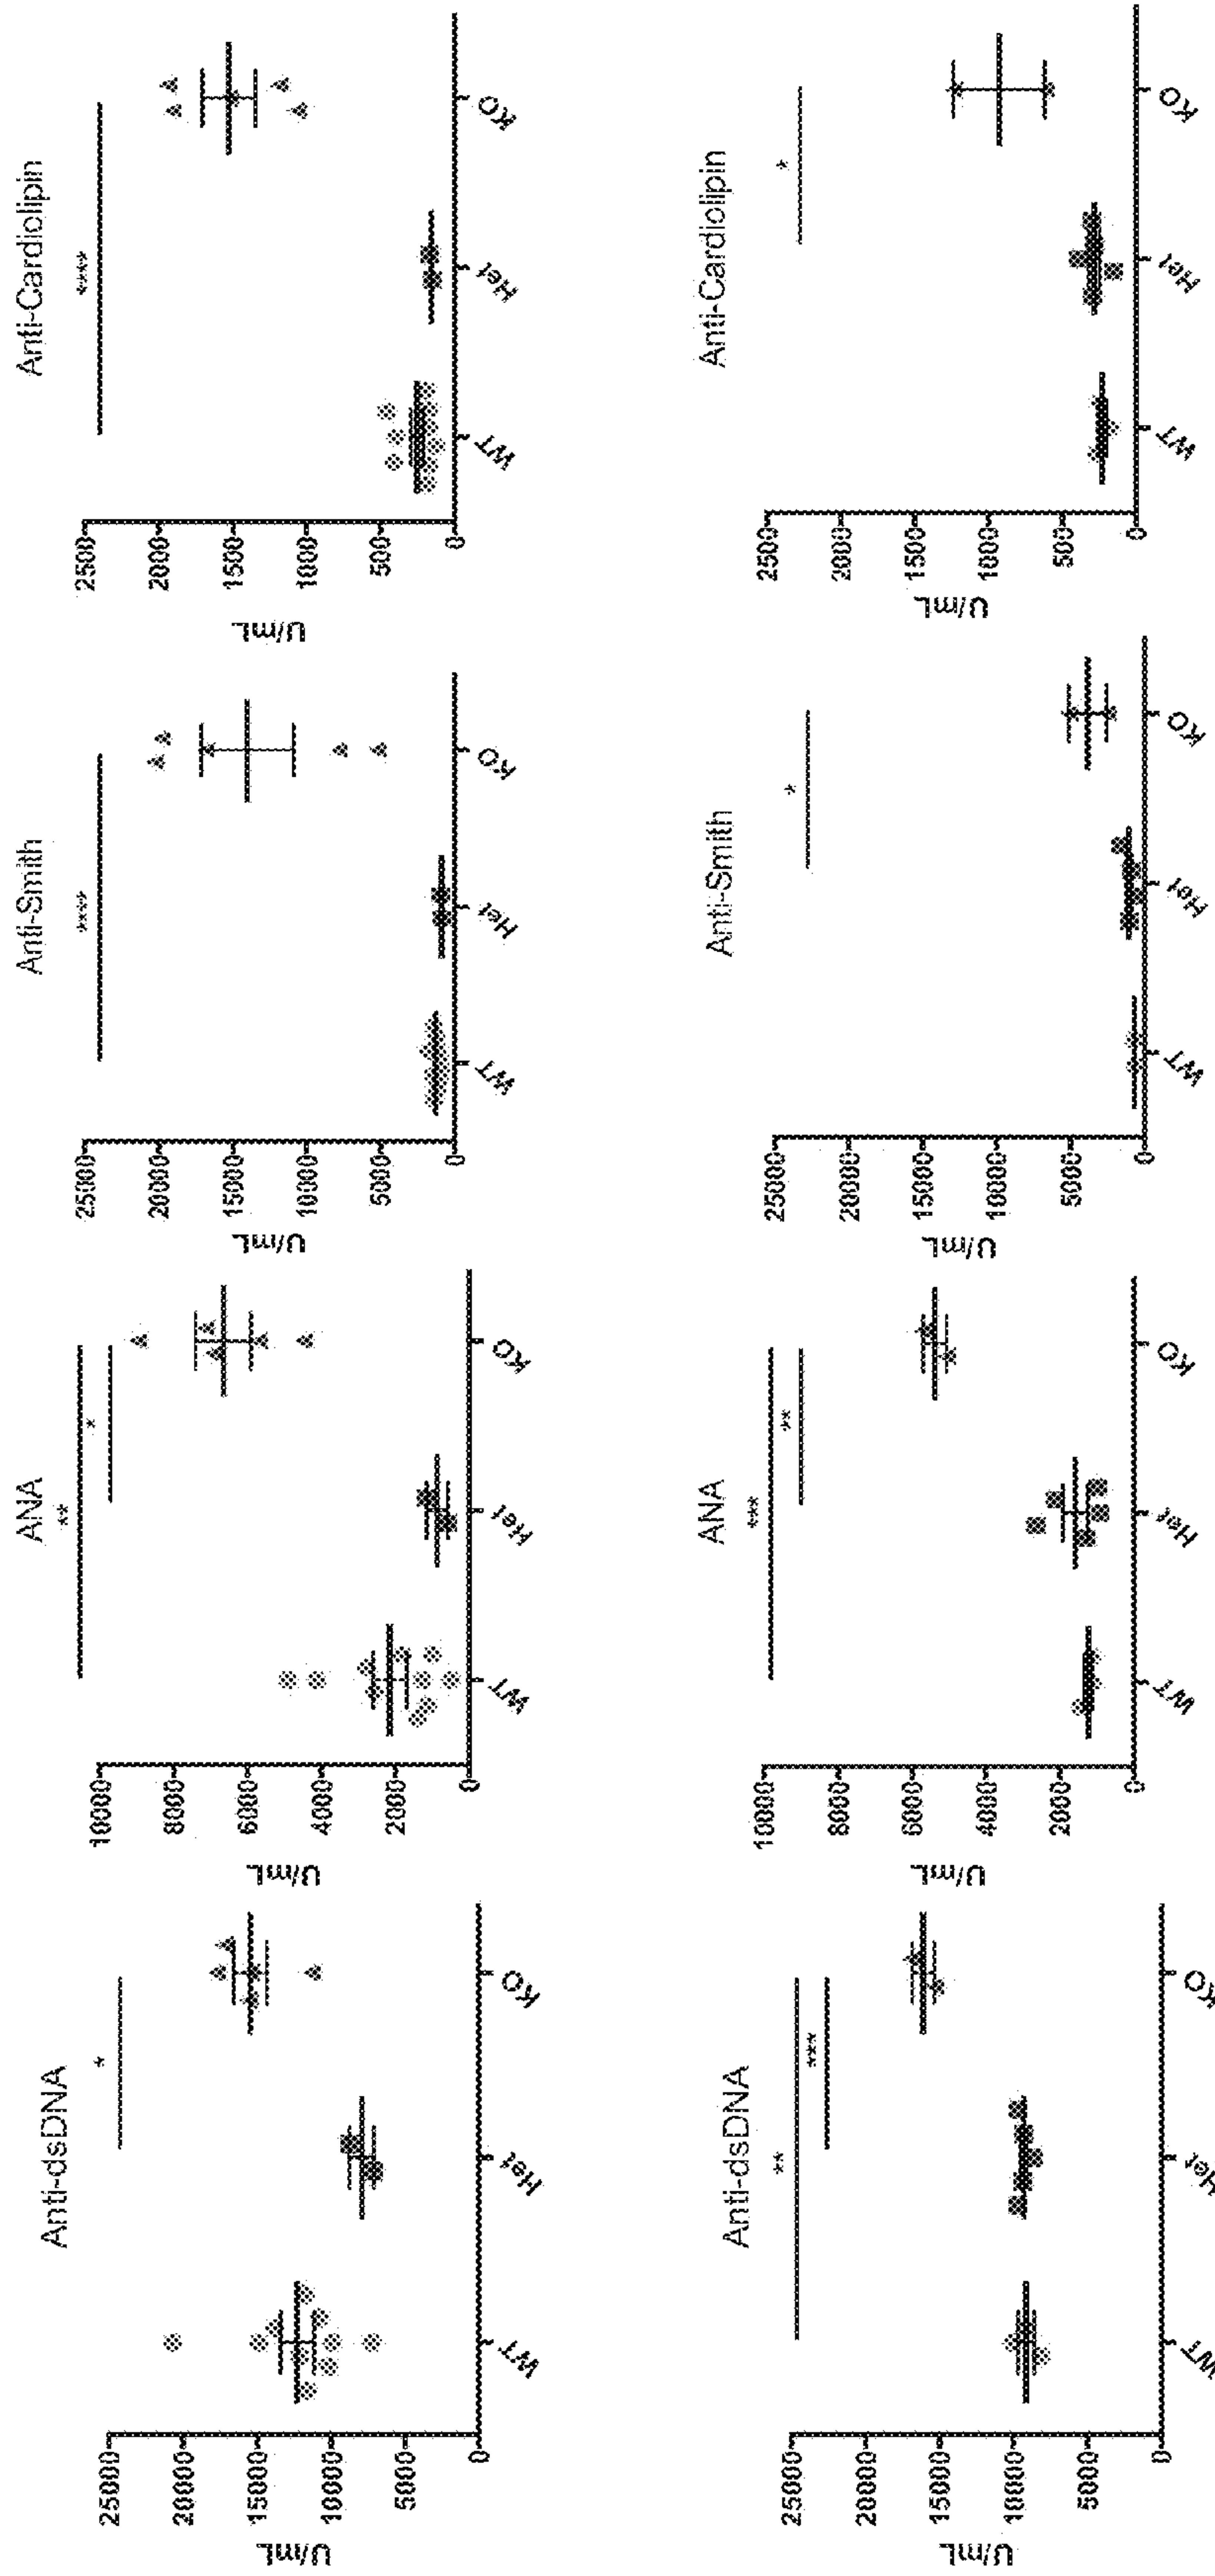 Anti-dsDNA
*
U/mL
25000
20000
15000
10000
5000
0
WT
Het
KO
ANA
**
*
U/mL
10000
8000
6000
4000
2000
0
WT
Het
KO
Anti-Smith
****
U/mL
25000
20000
15000
10000
5000
0
WT
Het
KO
Anti-Cardiolipin
****
U/mL
2500
2000
1500
1000
500
0
WT
Het
KO
Anti-dsDNA
**
***
U/mL
25000
20000
15000
10000
5000
0
WT
Het
KO
ANA
***
**
U/mL
10000
8000
6000
4000
2000
0
WT
Het
KO
Anti-Smith
*
U/mL
25000
20000
15000
10000
5000
0
WT
Het
KO
Anti-Cardiolipin
*
U/mL
2500
2000
1500
1000
500
0
WT
Het
KO